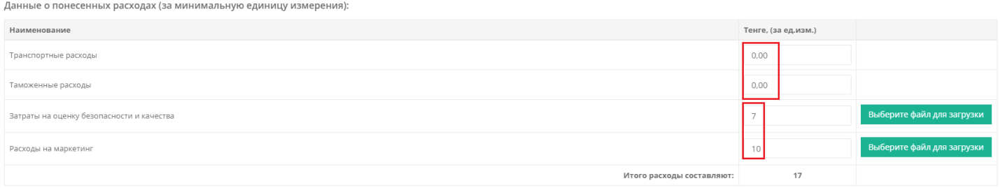 Данные о понесенных расходах (за минимальную единицу измерения):
Наименование Тенге, (за ед.изм.)
Транспортные расходы 0,00
Таможенные расходы 0,00
Затраты на оценку безопасности и качества 7 Выберите файл для загрузки
Расходы на маркетинг 10 Выберите файл для загрузки
Итого расходы составляют: 17